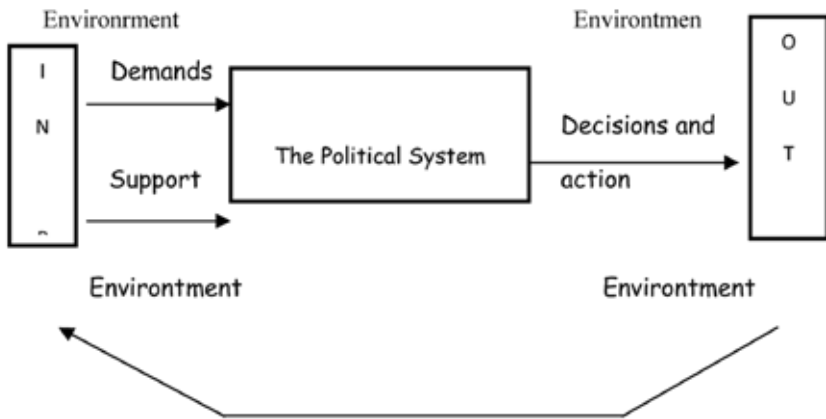 Environrment
Environtmen
I
N
Demands
Support
The Political System
Decisions and
action
O
U
T
Environtment
Environtment